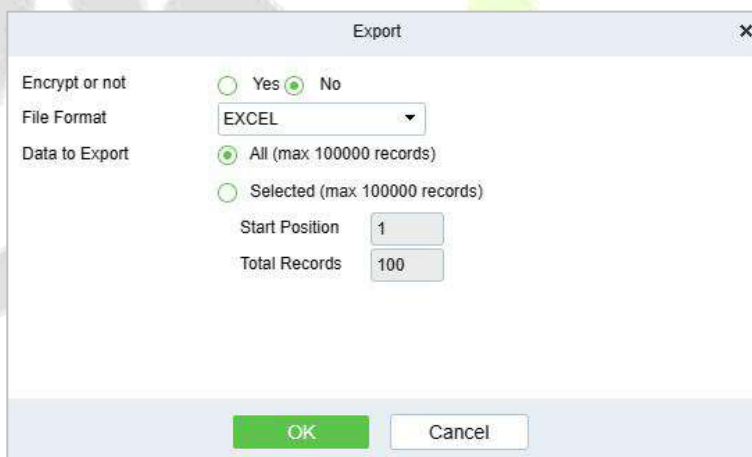 Export
Encrypt or not Yes No
File Format EXCEL
Data to Export All (max 100000 records)
Selected (max 100000 records)
Start Position 1
Total Records 100
OK Cancel